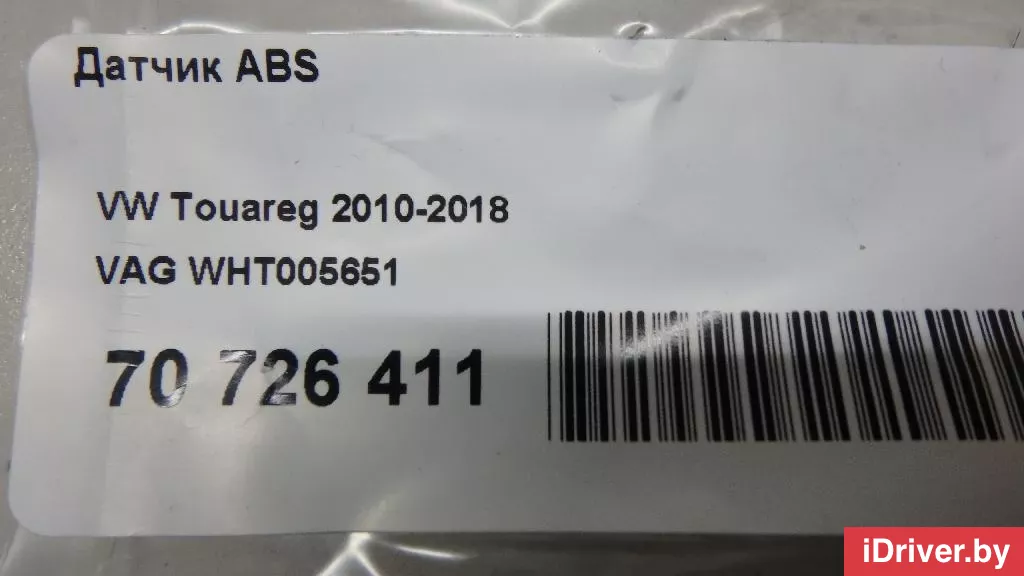 Датчик ABS
VW Touareg 2010-2018
VAG WHT005651
70 726 411
iDriver.by